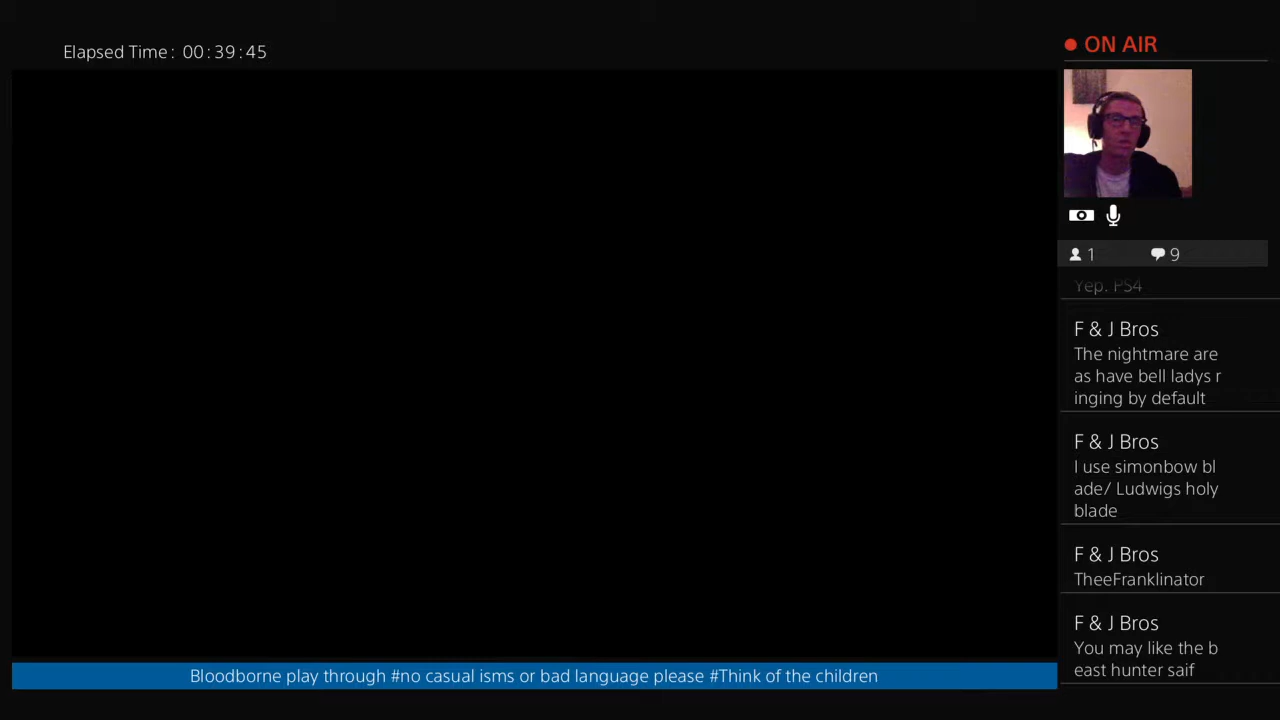 Elapsed Time: 00:39:45
ON AIR
1
9
Yep. PS4
F & J Bros
The nightmare are
as have bell ladys r
inging by default
F & J Bros
I use simonbow bl
ade/ Ludwigs holy
blade
F & J Bros
TheeFranklinator
F & J Bros
You may like the b
east hunter saif
Bloodborne play through #no casual isms or bad language please #Think of the children